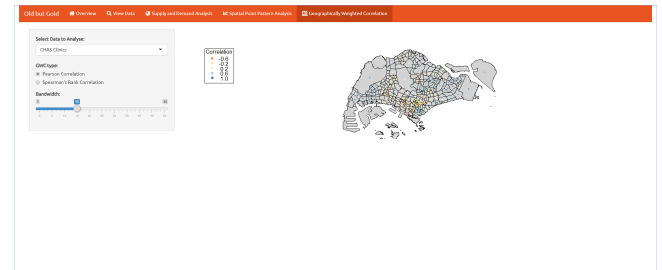 Old but Gold Overview View Data Supply and Demand Analysis Spatial Point Pattern Analysis Geographically Weighted Correlation
Select Data to Analyse:
CHAS Clinics
GWC type:
Pearson Correlation
Spearman's Rank Correlation
Bandwidth:
Correlation
-0.6
-0.2
0.2
0.6
1.0